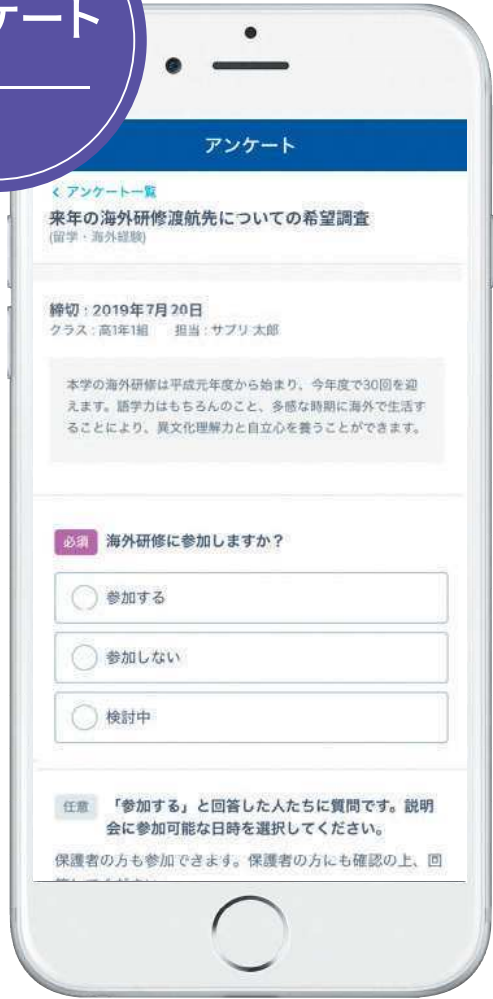 ケート
アンケート
アンケート一覧
来年の海外研修渡航先についての希望調査
(留学・海外経験)
締切:2019年7月20日
クラス:高1年1組 担当:サプリ 太郎
本学の海外研修は平成元年度から始まり、今年度で30回を迎
えます。語学力はもちろんのこと、多感な時期に海外で生活す
ることにより、異文化理解力と自立心を養うことができます。
必須 海外研修に参加しますか?
参加する
参加しない
検討中
任意 「参加する」と回答した人たちに質問です。説明
会に参加可能な日時を選択してください。
保護者の方も参加できます。保護者の方にも確認の上、回